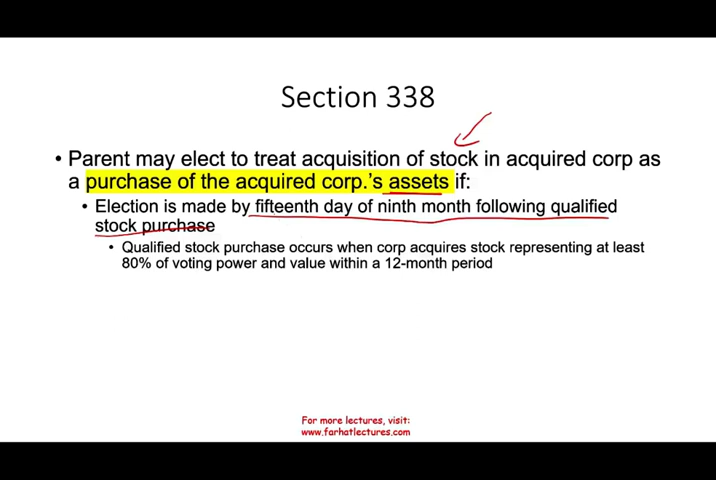 Section 338
• Parent may elect to treat acquisition of stock in acquired corp as
a purchase of the acquired corp.'s assets if:
• Election is made by fifteenth day of ninth month following qualified
stock purchase
• Qualified stock purchase occurs when corp acquires stock representing at least
80% of voting power and value within a 12-month period
For more lectures, visit:
www.farhatlectures.com